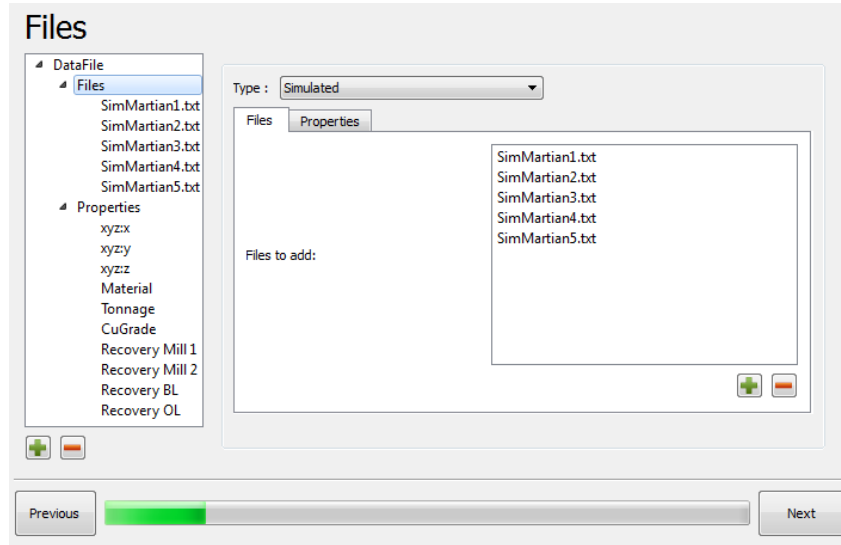 Files
DataFile
Files
SimMartian1.txt
SimMartian2.txt
SimMartian3.txt
SimMartian4.txt
SimMartian5.txt
Properties
xyz:x
xyz:y
xyz:z
Material
Tonnage
CuGrade
Recovery Mill 1
Recovery Mill 2
Recovery BL
Recovery OL
Type : Simulated
Files Properties
Files to add:
SimMartian1.txt
SimMartian2.txt
SimMartian3.txt
SimMartian4.txt
SimMartian5.txt
Previous
Next